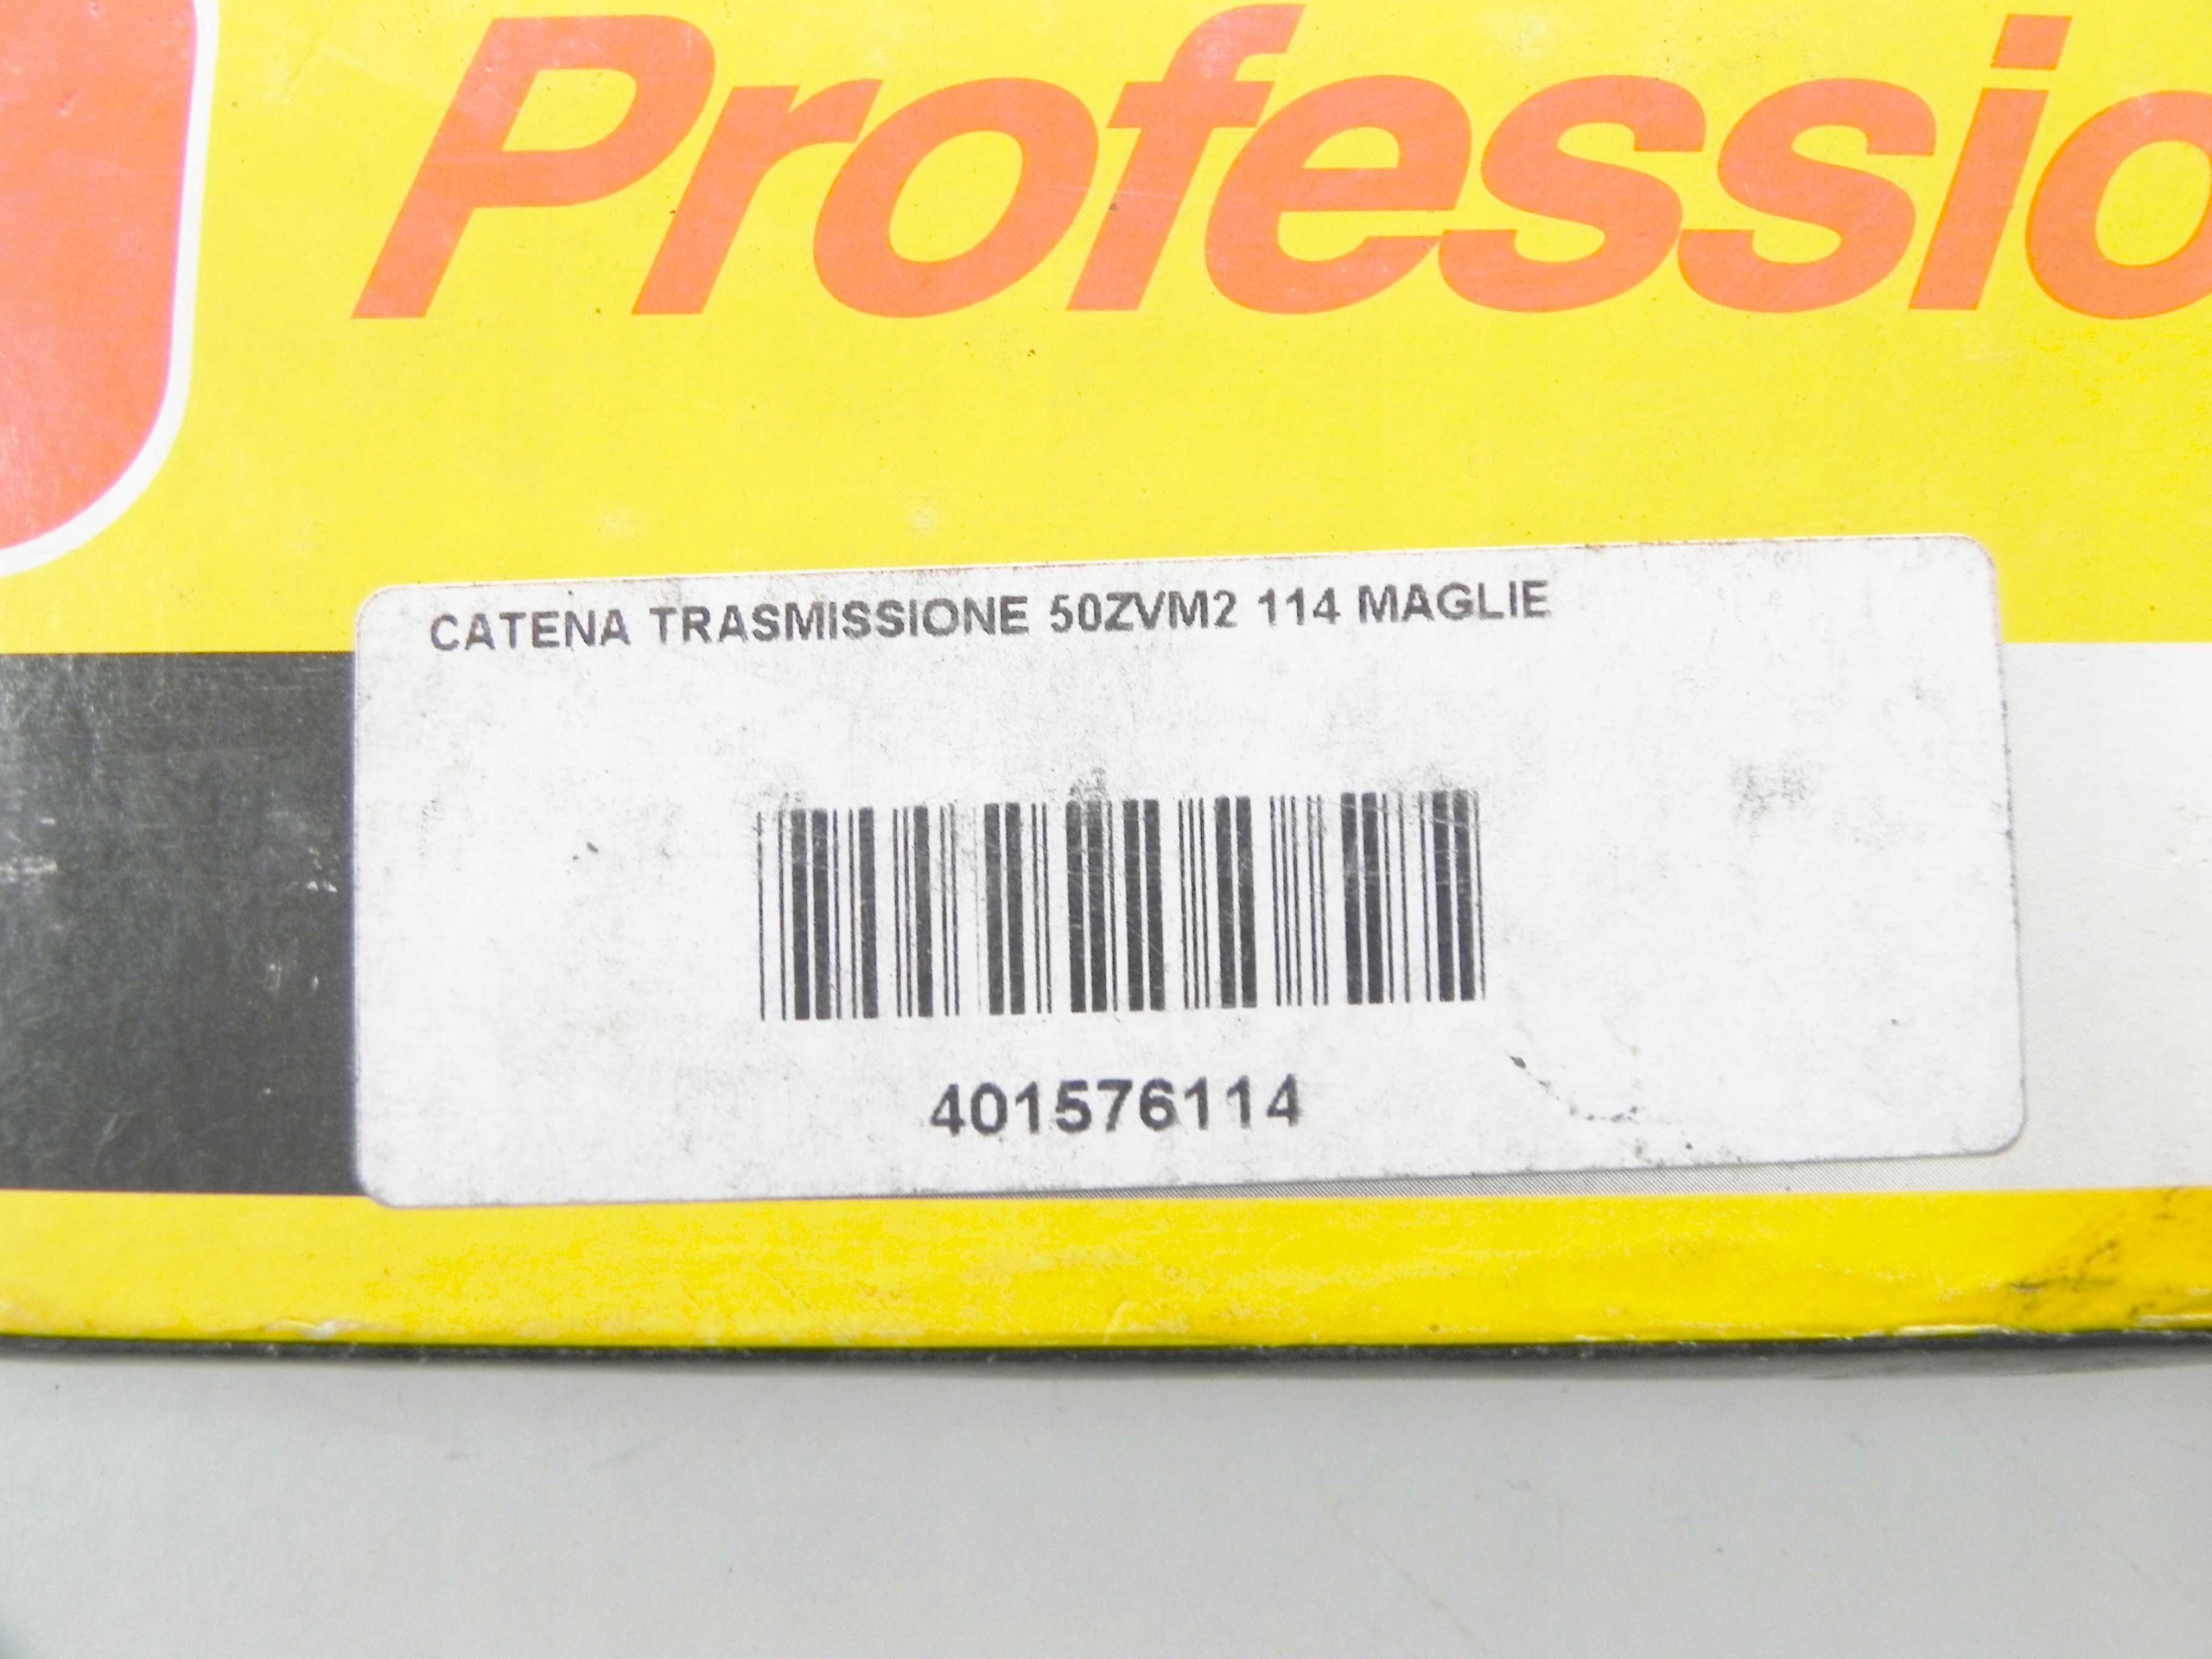 Professio
CATENA TRASMISSIONE 50ZVM2 114 MAGLIE
401576114